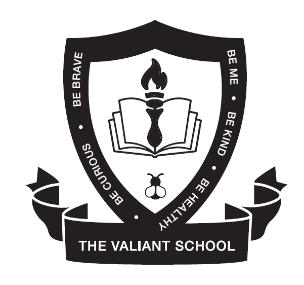 BE CURIOUS • BE BRAVE
BE ME • BE KIND • BE HEALTHY •
THE VALIANT SCHOOL